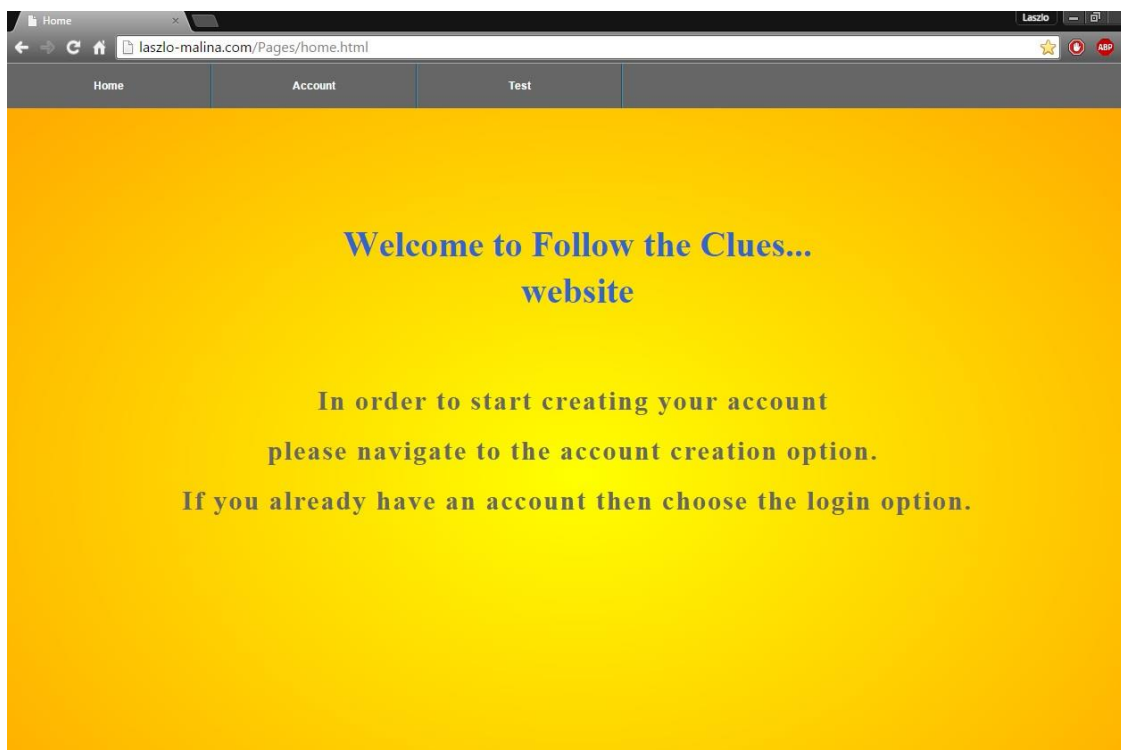 Home
Laszlo
laszlo-malina.com/Pages/home.html
ABP
Home Account Test
Welcome to Follow the Clues...
website
In order to start creating your account
please navigate to the account creation option.
If you already have an account then choose the login option.